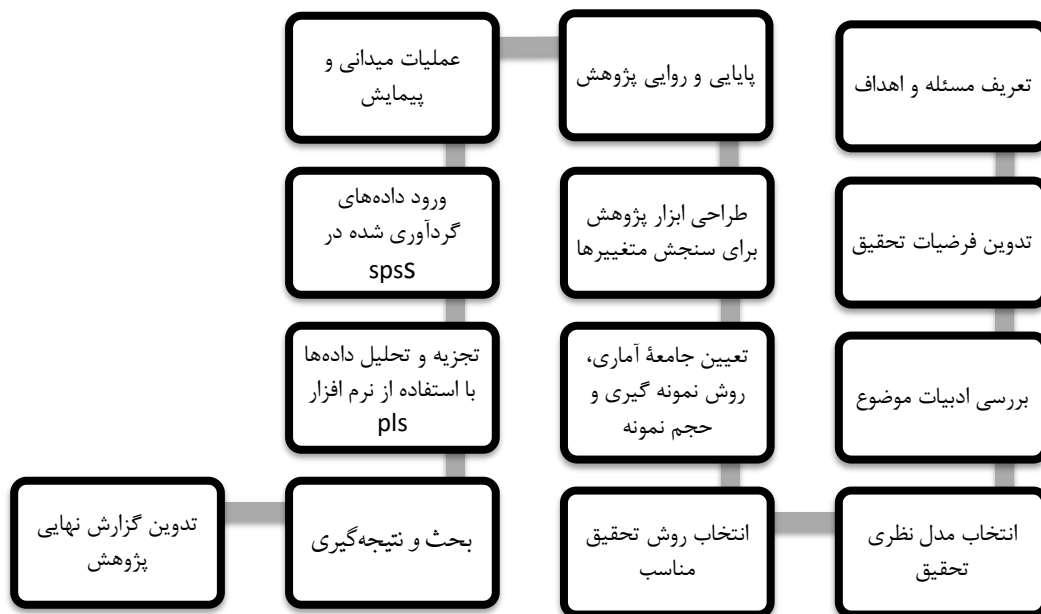 تعریف مسئله و اهداف
تدوین فرضیات تحقیق
بررسی ادبیات موضوع
انتخاب مدل نظری
تحقیق
انتخاب روش تحقیق
مناسب
تعیین جامعهٔ آماری،
روش نمونه گیری و
حجم نمونه
طراحی ابزار پژوهش
برای سنجش متغییرها
پایایی و روایی پژوهش
عملیات میدانی و
پیمایش
ورود داده‌های
گردآوری شده در
spss
تجزیه و تحلیل داده‌ها
با استفاده از نرم افزار
pls
بحث و نتیجه‌گیری
تدوین گزارش نهایی
پژوهش